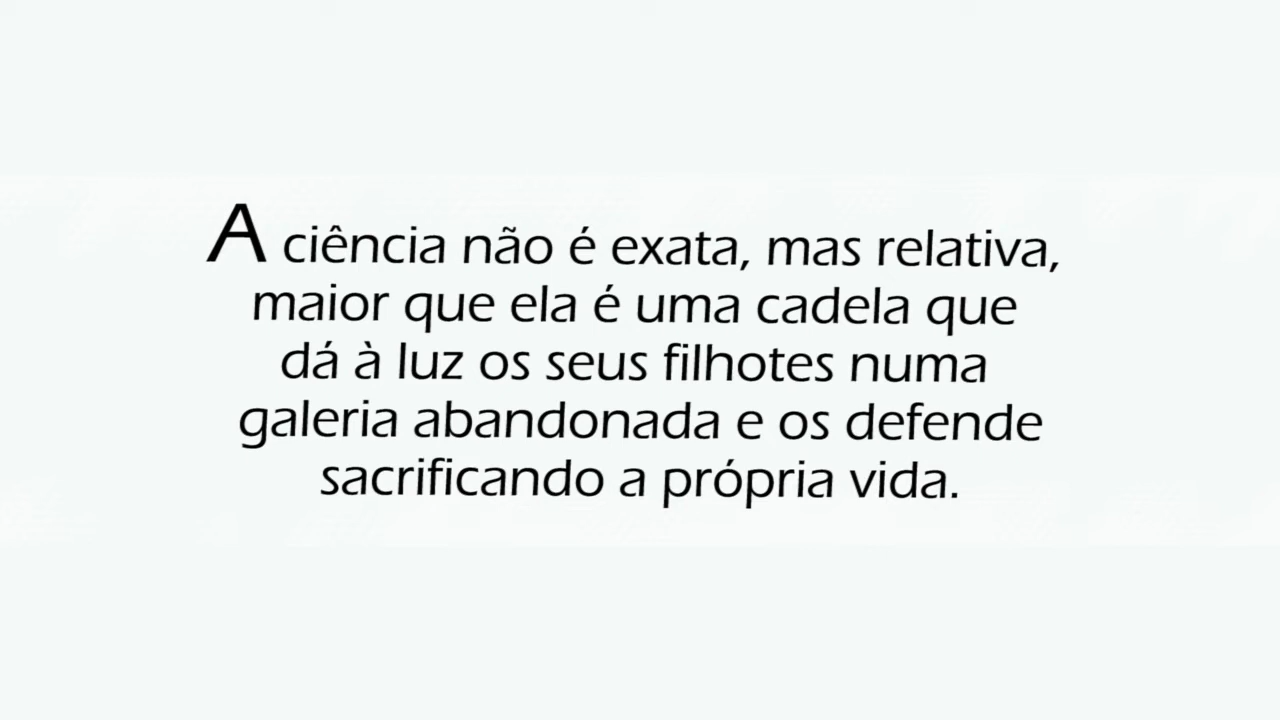 A ciência não é exata, mas relativa,
maior que ela é uma cadela que
dá à luz os seus filhotes numa
galeria abandonada e os defende
sacrificando a própria vida.